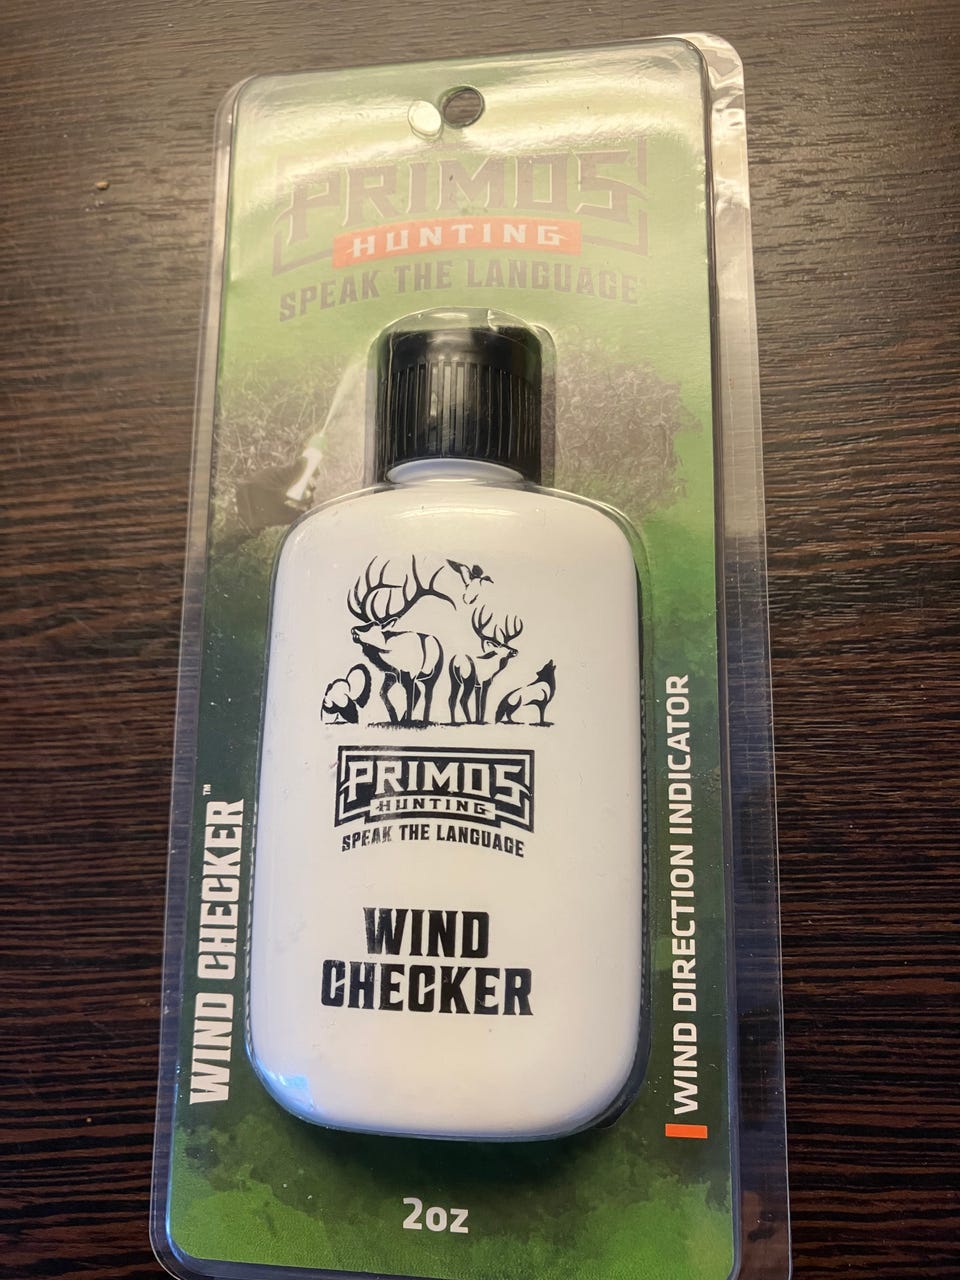 PRIMOS
HUNTING
SPEAK THE LANGUAGE
PRIMOS
HUNTING
SPEAK THE LANGUAGE
WIND
CHECKER
WIND CHECKER™
WIND DIRECTION INDICATOR
2oz